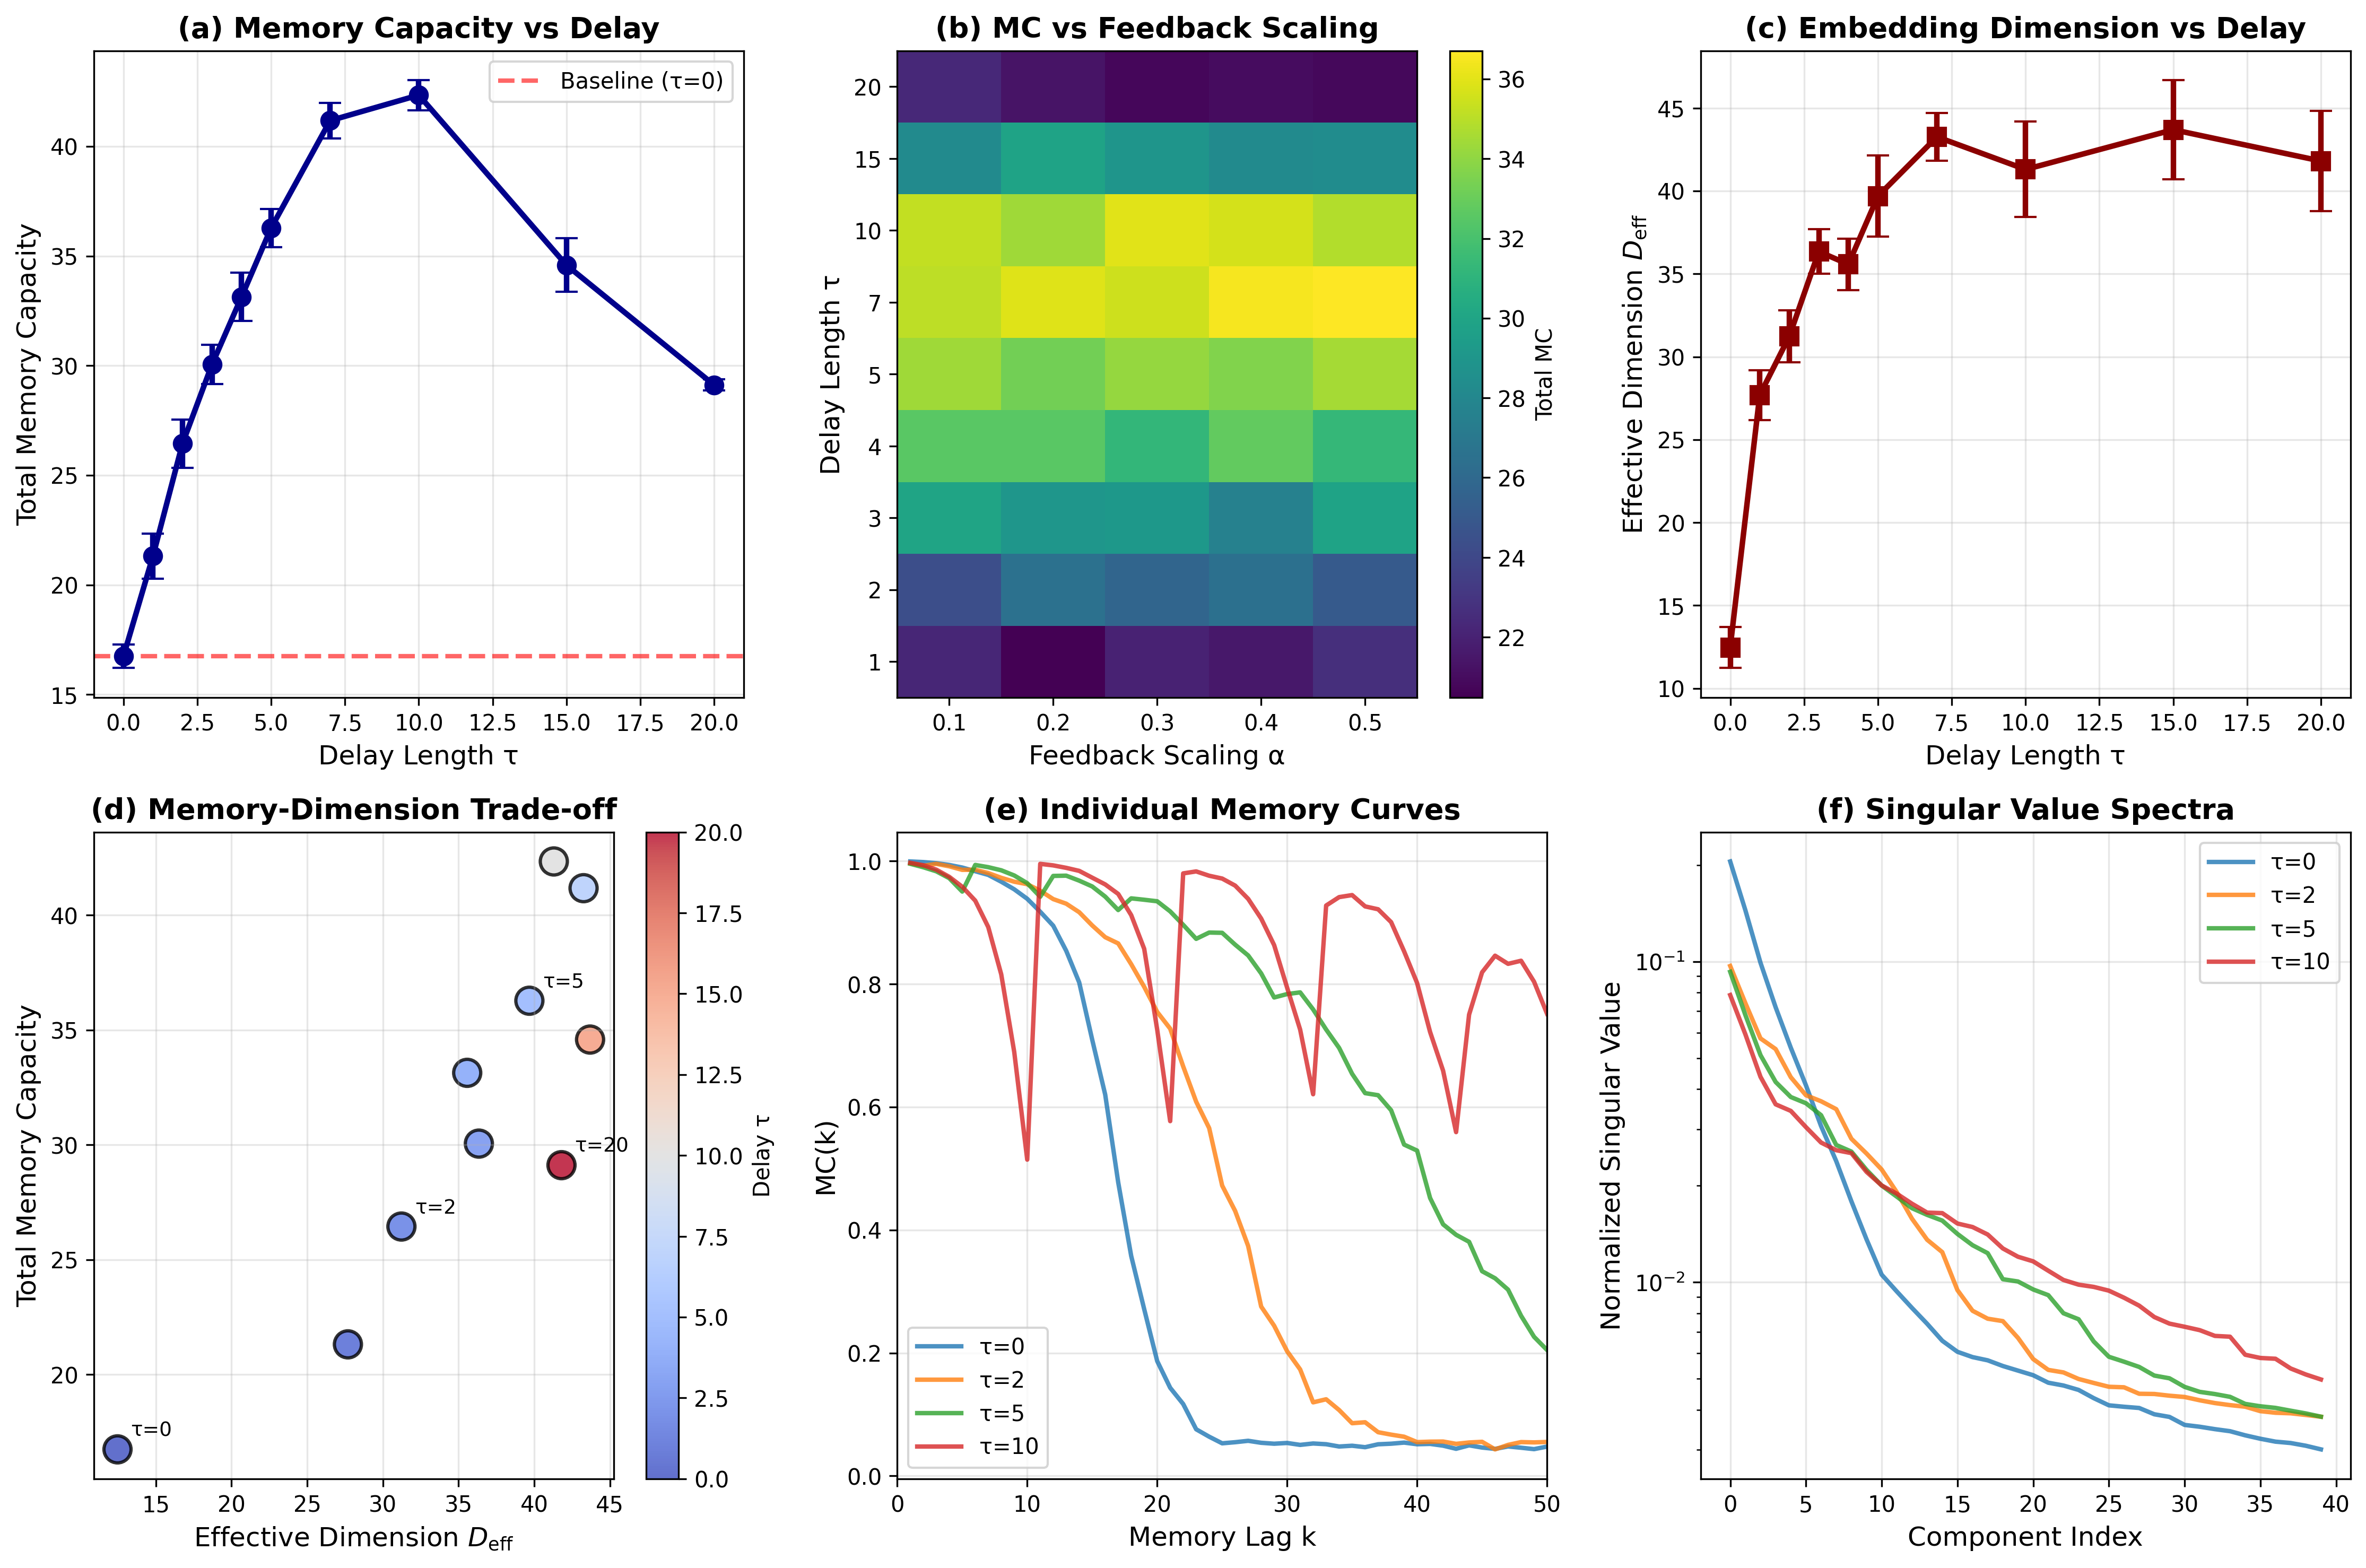 (a) Memory Capacity vs Delay
Total Memory Capacity
40
35
30
25
20
15
Baseline (τ=0)
0.0 2.5 5.0 7.5 10.0 12.5 15.0 17.5 20.0
Delay Length τ
(b) MC vs Feedback Scaling
Delay Length τ
20
15
10
7
5
4
3
2
1
0.1 0.2 0.3 0.4 0.5
Feedback Scaling α
36
34
32
30
28
26
24
22
Total MC
(c) Embedding Dimension vs Delay
Effective Dimension D_eff
45
40
35
30
25
20
15
10
0.0 2.5 5.0 7.5 10.0 12.5 15.0 17.5 20.0
Delay Length τ
(d) Memory-Dimension Trade-off
Total Memory Capacity
40
35
30
25
20
τ=5
τ=20
τ=2
τ=0
15 20 25 30 35 40 45
Effective Dimension D_eff
20.0
17.5
15.0
12.5
10.0
7.5
5.0
2.5
0.0
Delay τ
(e) Individual Memory Curves
MC(k)
1.0
0.8
0.6
0.4
0.2
0.0
τ=0
τ=2
τ=5
τ=10
0 10 20 30 40 50
Memory Lag k
(f) Singular Value Spectra
Normalized Singular Value
10⁻¹
10⁻²
τ=0
τ=2
τ=5
τ=10
0 5 10 15 20 25 30 35 40
Component Index